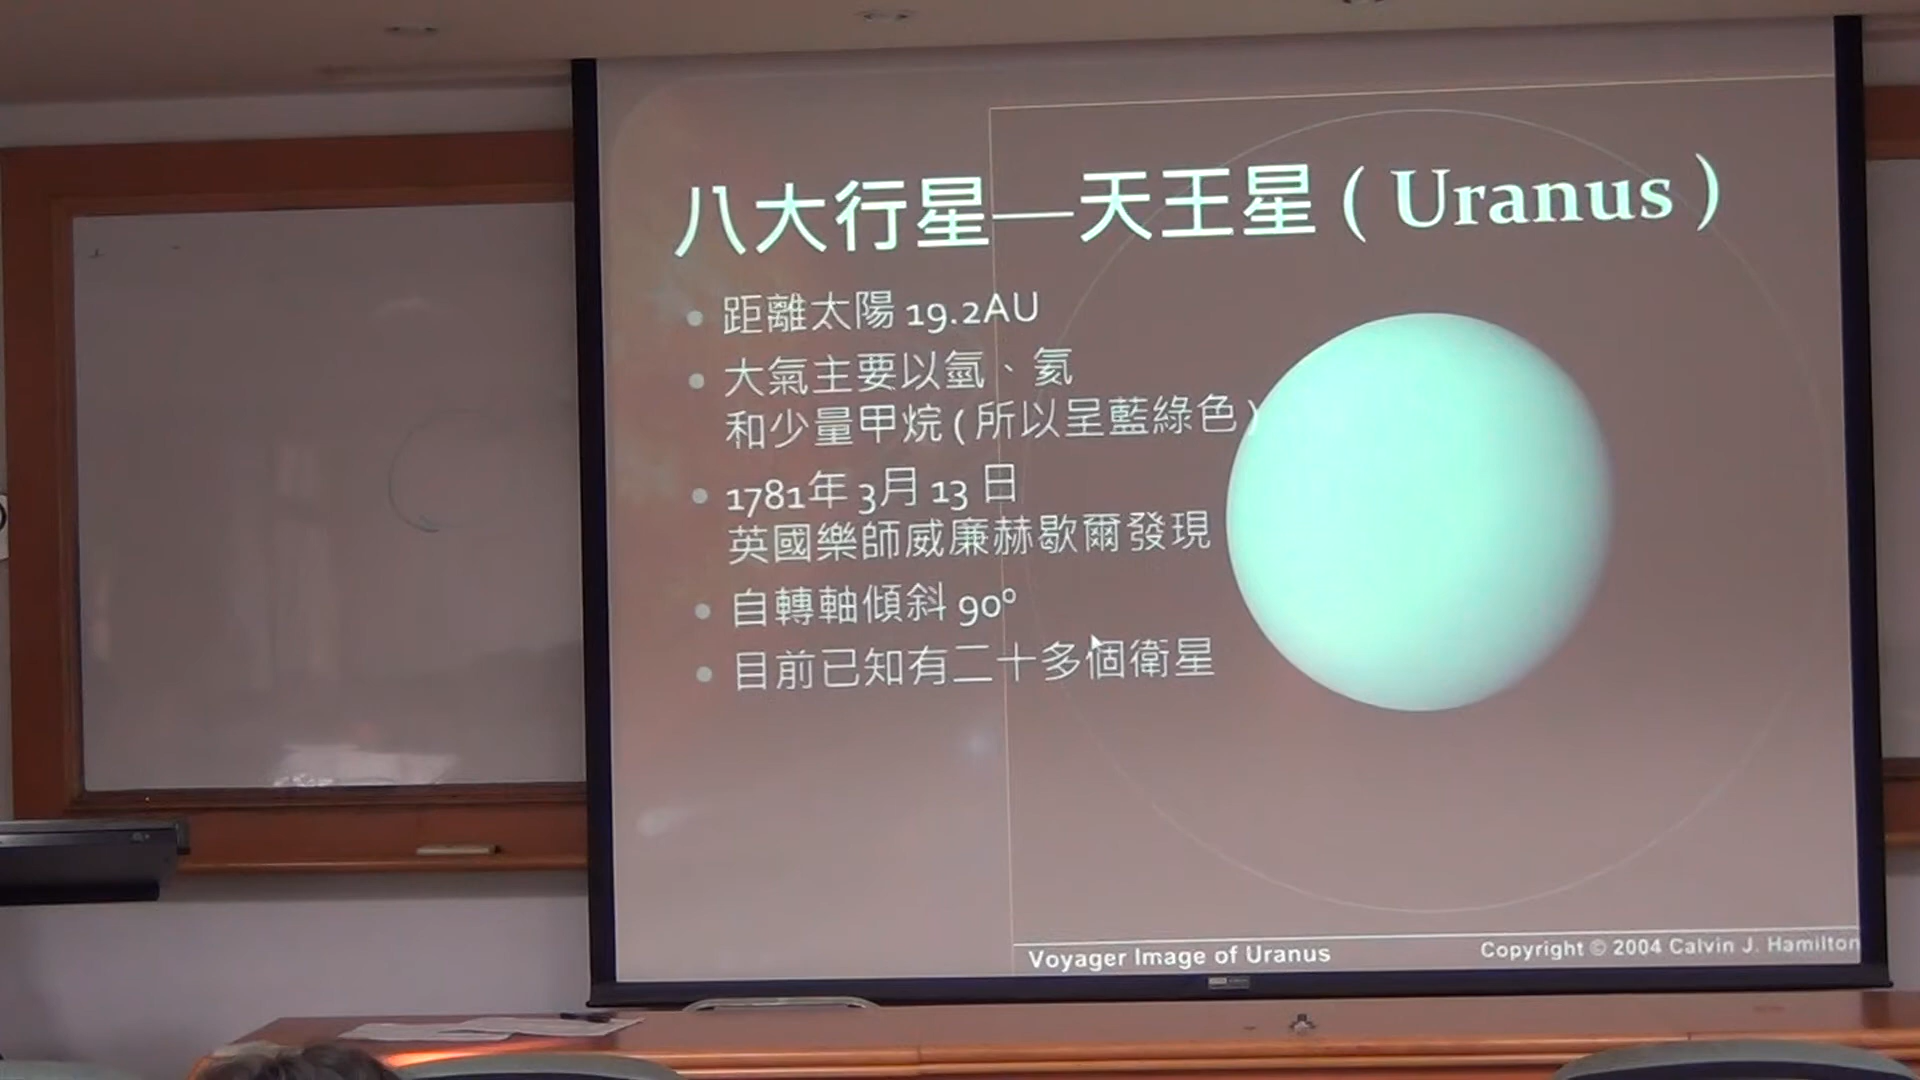 八大行星—天王星（Uranus）
• 距離太陽 19.2AU
• 大氣主要以氫、氦
和少量甲烷(所以呈藍綠色)
• 1781年 3月 13 日
英國樂師威廉赫歇爾發現
• 自轉軸傾斜 90°
• 目前已知有二十多個衛星
Voyager Image of Uranus
Copyright © 2004 Calvin J. Hamilton